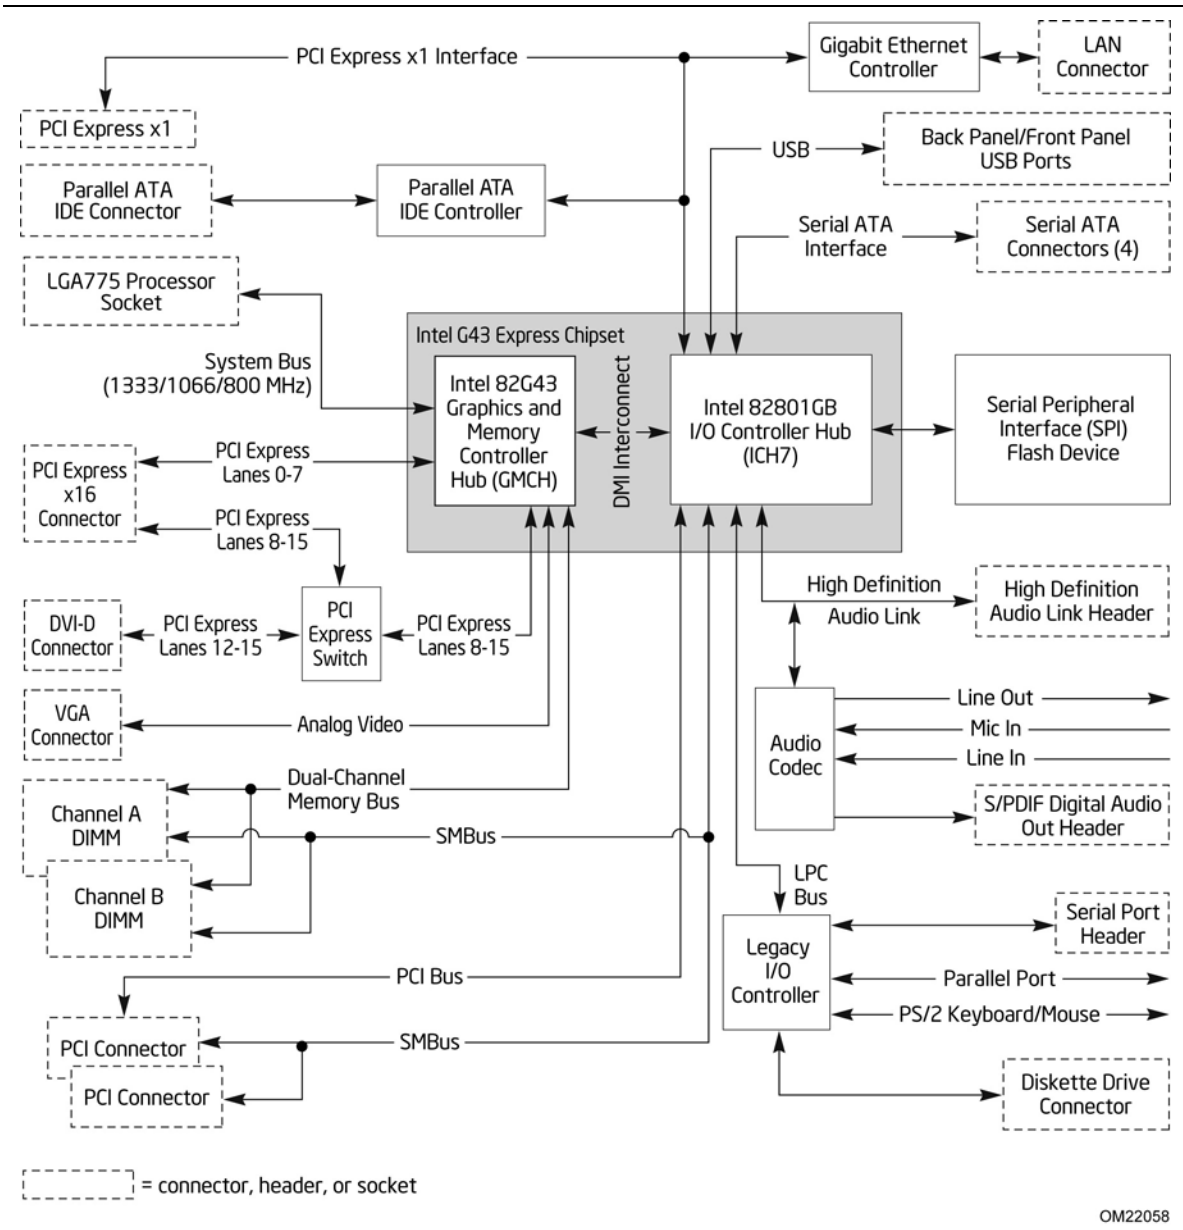 PCI Express x1 Interface
Gigabit Ethernet
Controller
LAN
Connector
PCI Express x1
USB
Back Panel/Front Panel
USB Ports
Parallel ATA
IDE Connector
Parallel ATA
IDE Controller
Serial ATA
Interface
Serial ATA
Connectors (4)
LGA775 Processor
Socket
System Bus
(1333/1066/800 MHz)
Intel G43 Express Chipset
Intel 82G43
Graphics and
Memory
Controller
Hub (GMCH)
DMI Interconnect
Intel 82801GB
I/O Controller Hub
(ICH7)
Serial Peripheral
Interface (SPI)
Flash Device
PCI Express
x16
Connector
PCI Express
Lanes 0-7
PCI Express
Lanes 8-15
DVI-D
Connector
PCI Express
Lanes 12-15
PCI
Express
Switch
PCI Express
Lanes 8-15
High Definition
Audio Link
High Definition
Audio Link Header
VGA
Connector
Analog Video
Audio
Codec
Line Out
Mic In
Line In
S/PDIF Digital Audio
Out Header
Dual-Channel
Memory Bus
Channel A
DIMM
SMBus
Channel B
DIMM
LPC
Bus
Legacy
I/O
Controller
Serial Port
Header
Parallel Port
PS/2 Keyboard/Mouse
PCI Bus
PCI Connector
SMBus
PCI Connector
Diskette Drive
Connector
= connector, header, or socket
OM22058